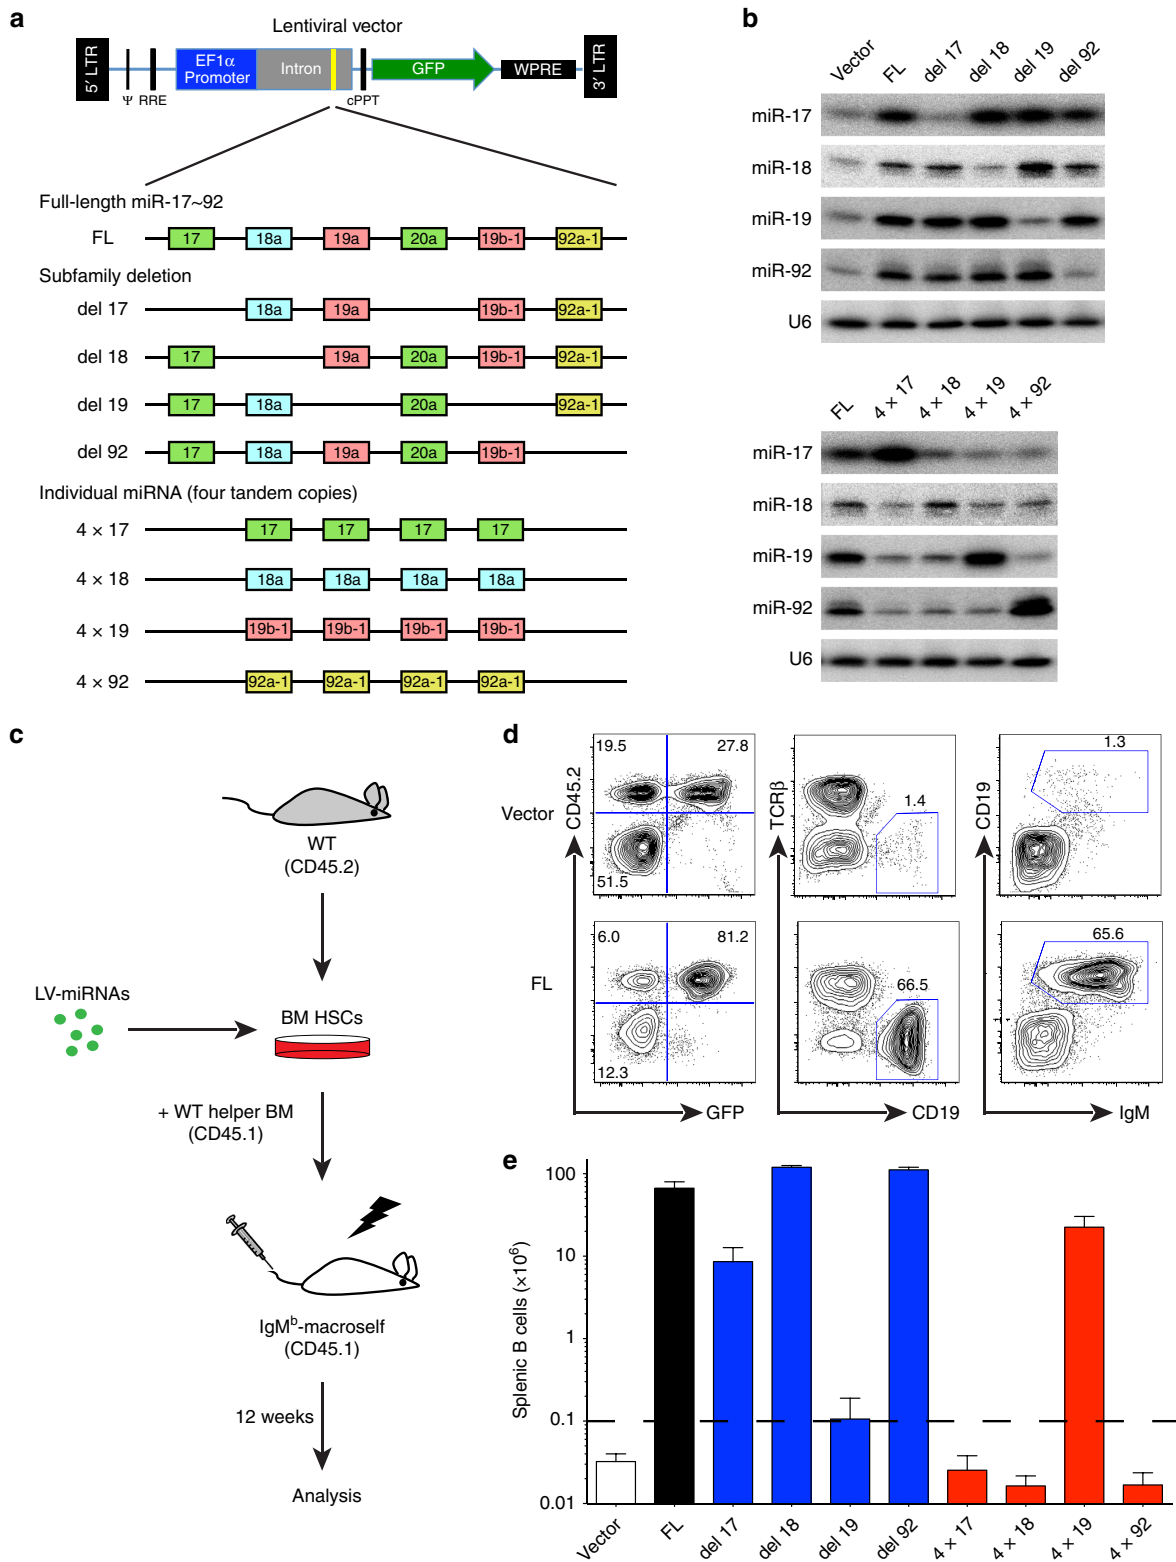 a
Lentiviral vector
5′ LTR
Ψ
RRE
EF1α
Promoter
Intron
cPPT
GFP
WPRE
3′ LTR
Full-length miR-17~92
FL
17
18a
19a
20a
19b-1
92a-1
Subfamily deletion
del 17
18a
19a
19b-1
92a-1
del 18
17
19a
20a
19b-1
92a-1
del 19
17
18a
20a
92a-1
del 92
17
18a
19a
20a
19b-1
Individual miRNA (four tandem copies)
4 × 17
17
17
17
17
4 × 18
18a
18a
18a
18a
4 × 19
19b-1
19b-1
19b-1
19b-1
4 × 92
92a-1
92a-1
92a-1
92a-1
b
Vector
FL
del 17
del 18
del 19
del 92
miR-17
miR-18
miR-19
miR-92
U6
FL
4 × 17
4 × 18
4 × 19
4 × 92
miR-17
miR-18
miR-19
miR-92
U6
c
WT
(CD45.2)
LV-miRNAs
BM HSCs
+ WT helper BM
(CD45.1)
IgMᵇ-macroself
(CD45.1)
12 weeks
Analysis
d
Vector
CD45.2
19.5
27.8
51.5
TCRβ
1.4
CD19
1.3
FL
6.0
81.2
12.3
66.5
65.6
GFP
CD19
IgM
e
Splenic B cells (×10⁶)
100
10
1
0.1
0.01
Vector
FL
del 17
del 18
del 19
del 92
4 × 17
4 × 18
4 × 19
4 × 92